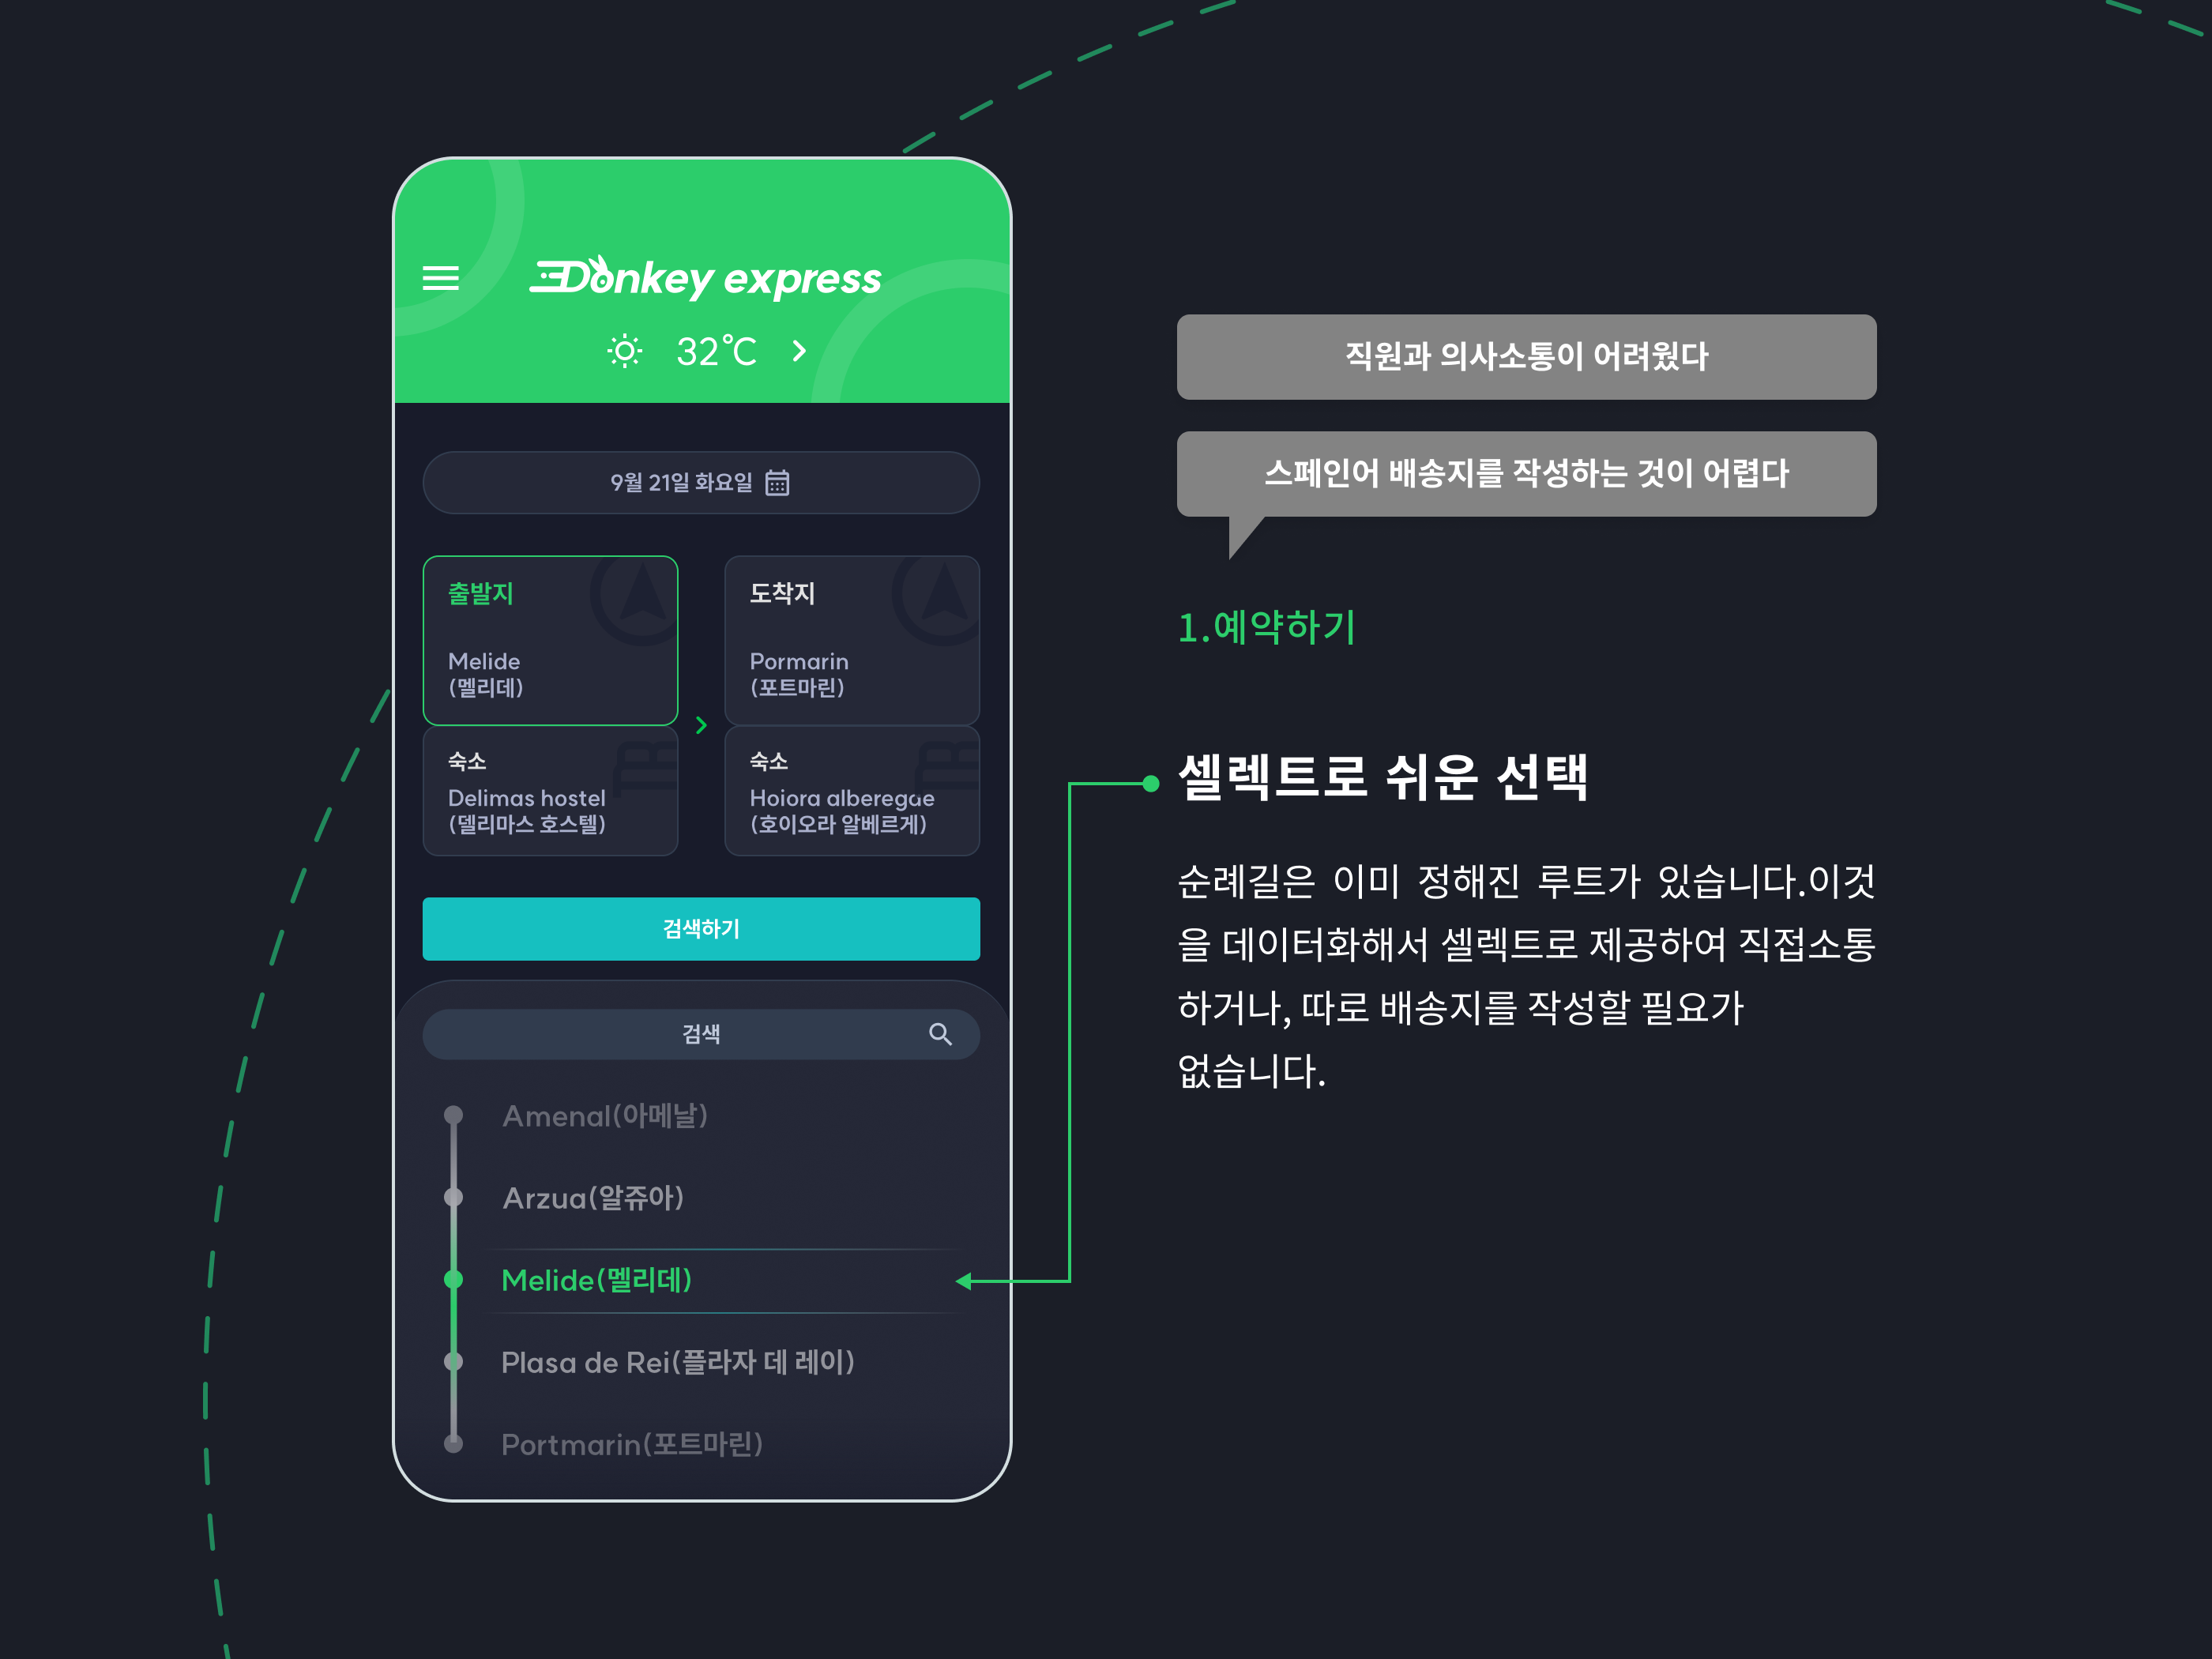 Donkey express
32°C
9월 21일 화요일
출발지
Melide
(멜리데)
도착지
Pormarin
(포트마린)
숙소
Delimas hostel
(델리마스 호스텔)
숙소
Hoiora alberegde
(호이오라 알베르게)
검색하기
검색
Amenal(아메날)
Arzua(알쥬아)
Melide(멜리데)
Plasa de Rei(플라자 데 레이)
Portmarin(포트마린)
직원과 의사소통이 어려웠다
스페인어 배송지를 작성하는 것이 어렵다
1.예약하기
셀렉트로 쉬운 선택
순례길은 이미 정해진 루트가 있습니다.이것
을 데이터화해서 셀렉트로 제공하여 직접소통
하거나, 따로 배송지를 작성할 필요가
없습니다.